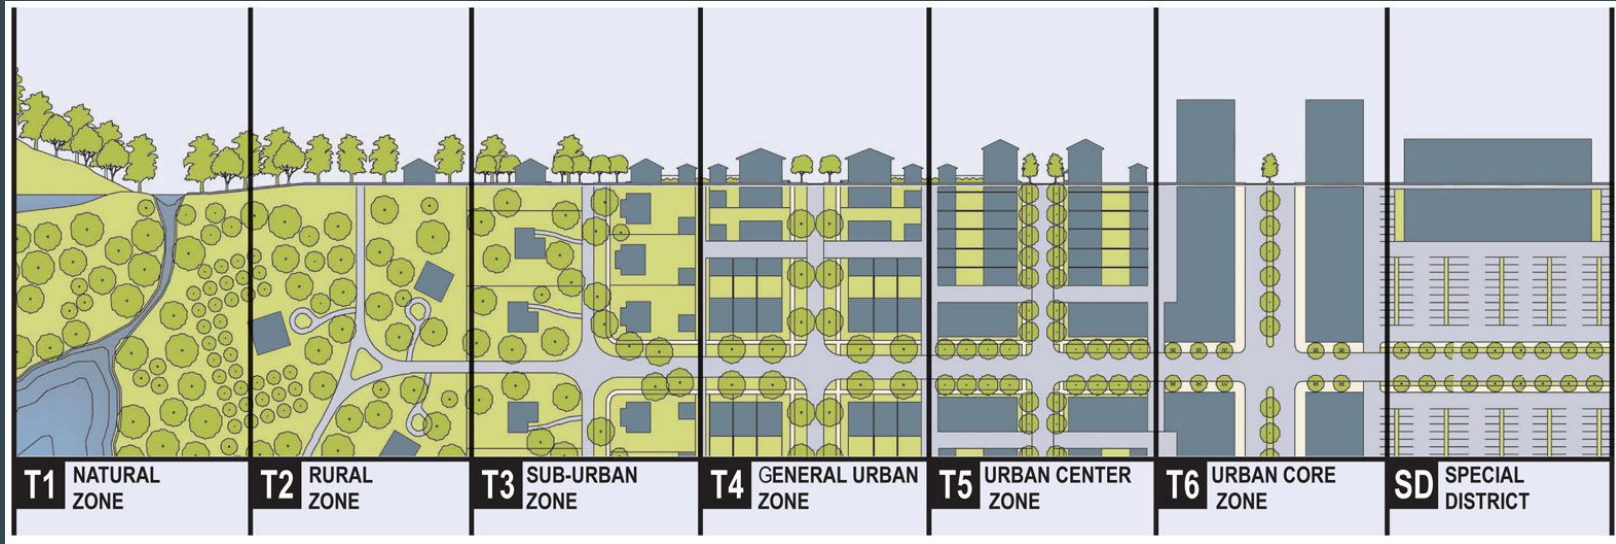 T1 NATURAL
ZONE
T2 RURAL
ZONE
T3 SUB-URBAN
ZONE
T4 GENERAL URBAN
ZONE
T5 URBAN CENTER
ZONE
T6 URBAN CORE
ZONE
SD SPECIAL
DISTRICT